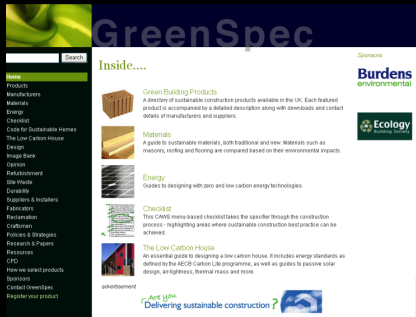 GreenSpec
Search
Home
Products
Manufacturers
Materials
Energy
Checklist
Code for Sustainable Homes
The Low Carbon House
Design
Image Bank
Opinion
Refurbishment
Site Waste
Durability
Suppliers & Installers
Fabricators
Reclamation
Craftsmen
Policies & Strategies
Research & Papers
Resources
CPD
How we select products
Sponsors
Contact GreenSpec
Register your product
Inside....
Green Building Products
A directory of sustainable construction products available in the UK. Each featured
product is accompanied by a detailed description along with downloads and contact
details of manufacturers and suppliers.
Materials
A guide to sustainable materials, both traditional and new. Materials such as
masonry, roofing and flooring are compared based on their environmental impacts.
Energy
Guides to designing with zero and low carbon energy technologies.
Checklist
This CAWS menu-based checklist takes the specifier through the construction
process - highlighting areas where sustainable construction best practice can be
achieved.
The Low Carbon House
An essential guide to designing a low carbon house. It includes energy standards as
defined by the AECB Carbon Lite programme, as well as guides to passive solar
design, air-tightness, thermal mass and more.
advertisement
Are you
Delivering sustainable construction ?
Sponsors
Burdens
environmental
Ecology
Building Society